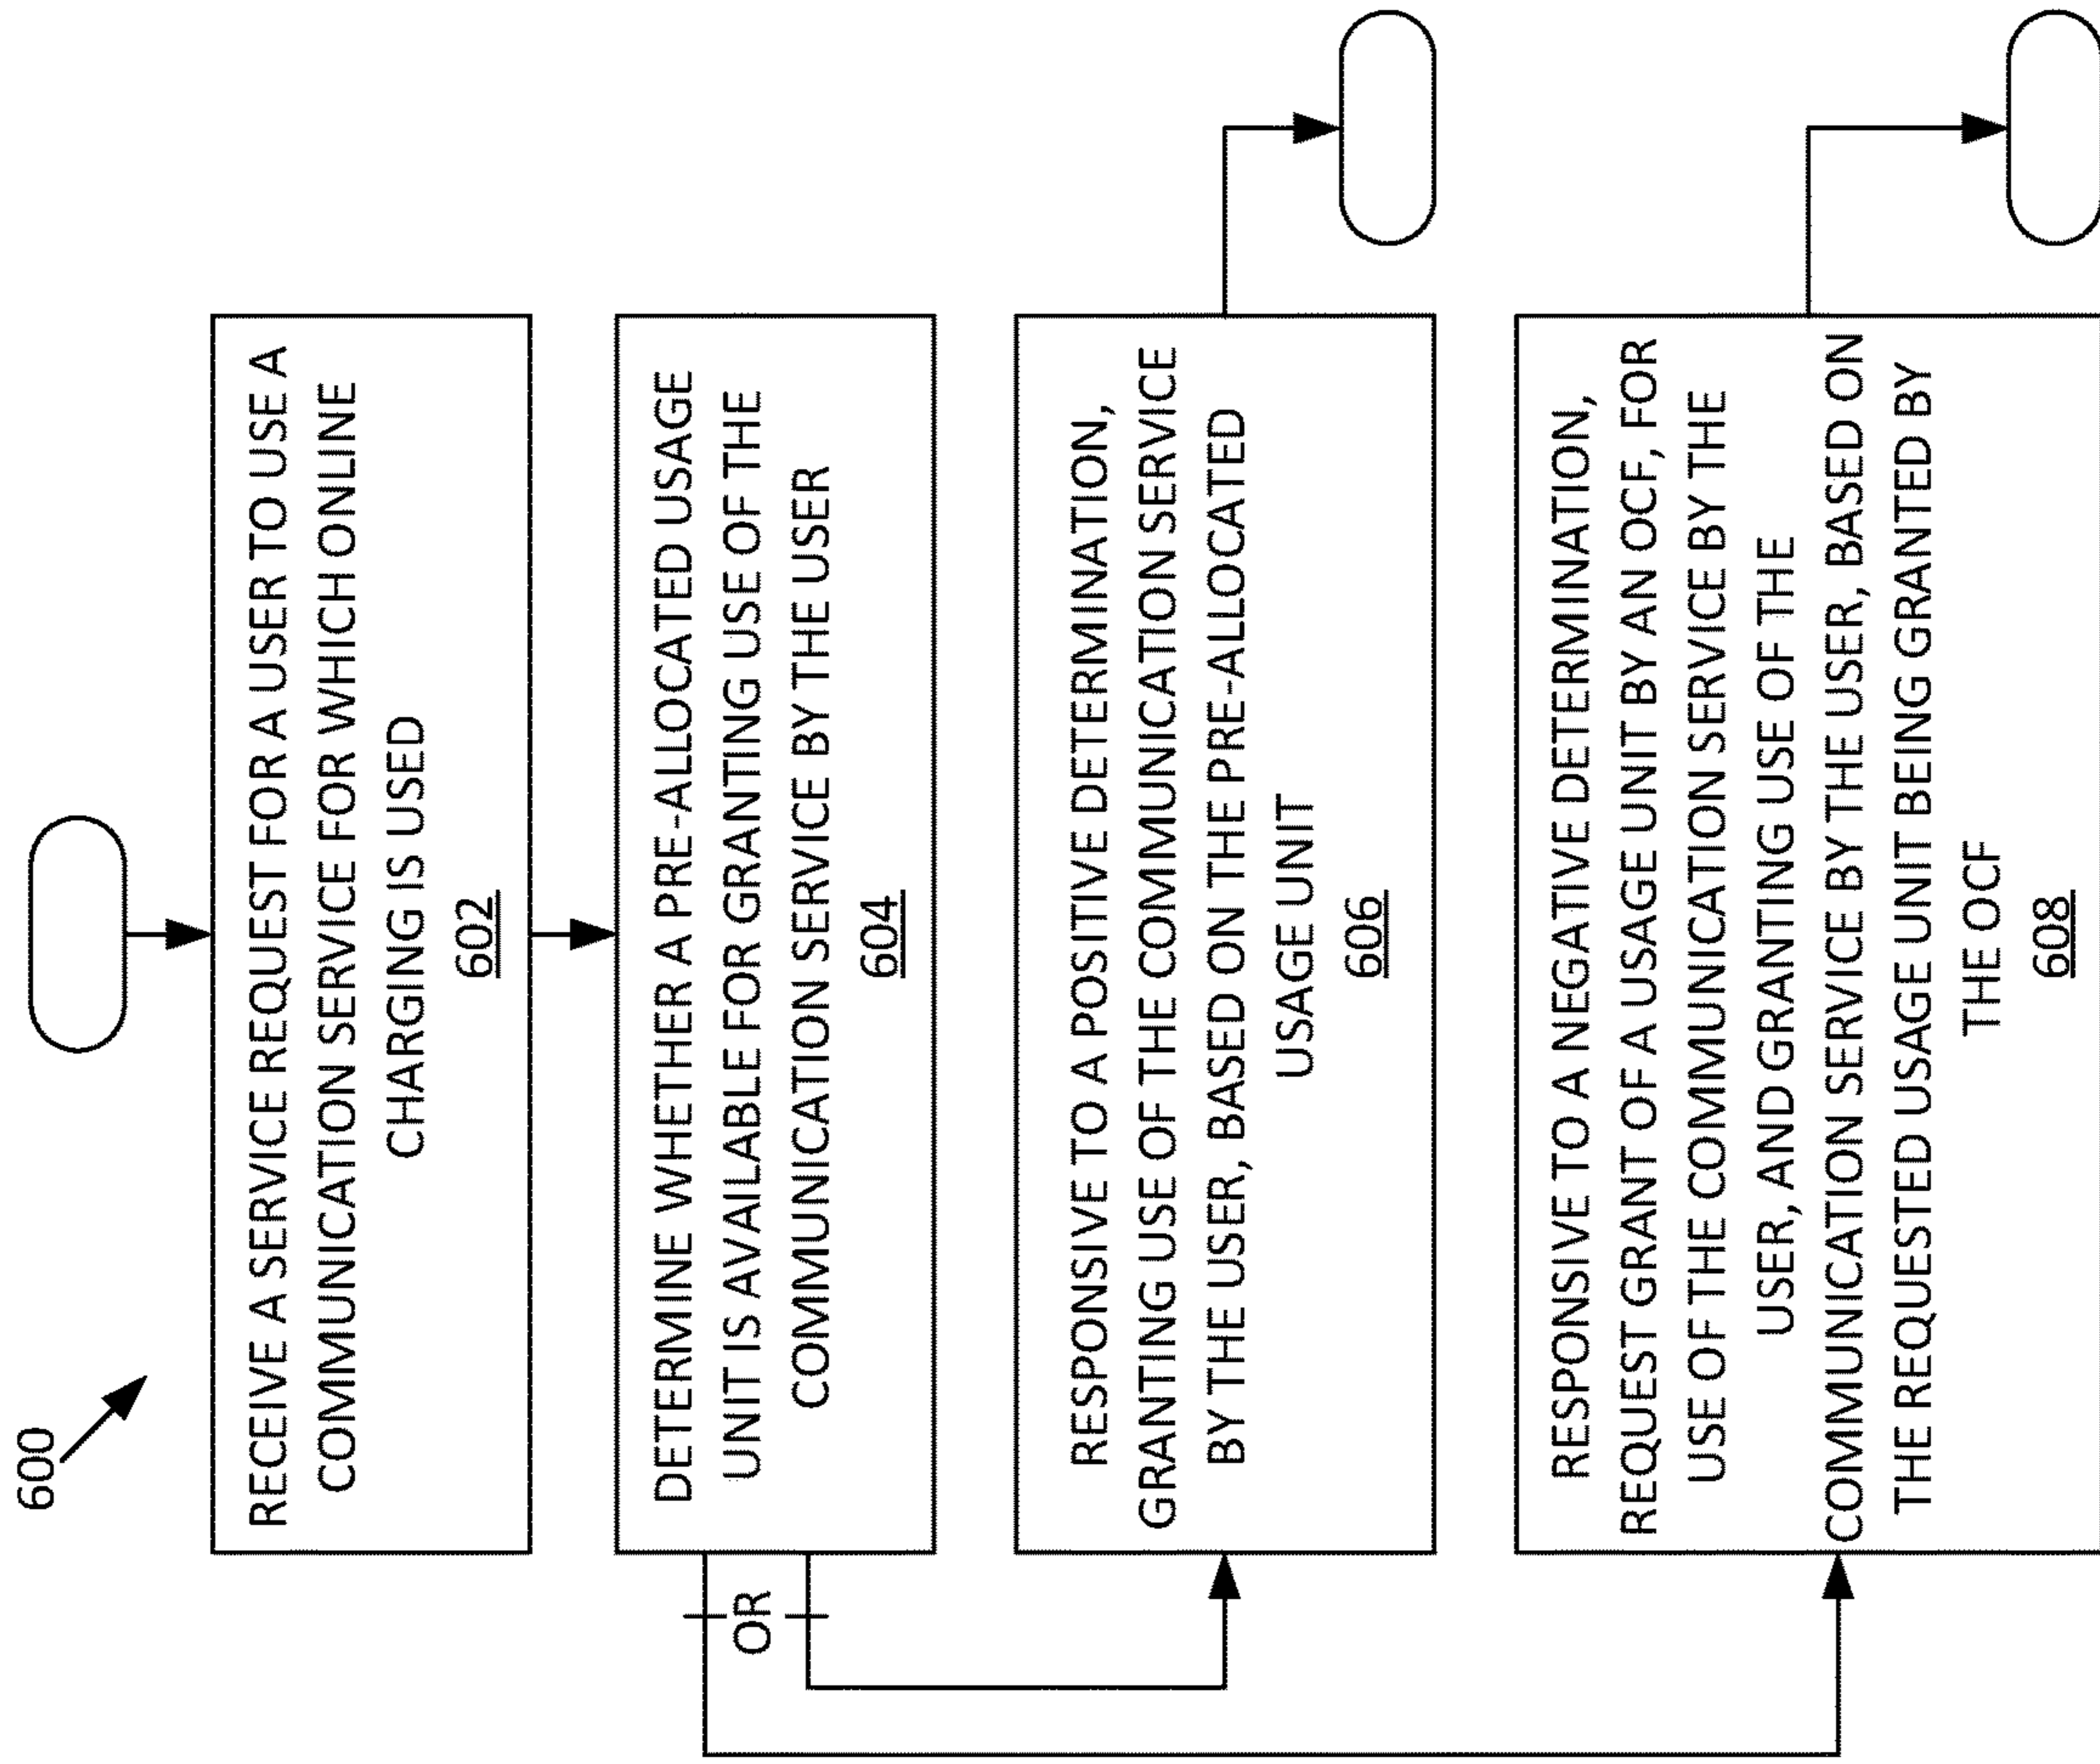 600
RECEIVE A SERVICE REQUEST FOR A USER TO USE A
COMMUNICATION SERVICE FOR WHICH ONLINE
CHARGING IS USED
602
DETERMINE WHETHER A PRE-ALLOCATED USAGE
UNIT IS AVAILABLE FOR GRANTING USE OF THE
COMMUNICATION SERVICE BY THE USER
604
OR
RESPONSIVE TO A POSITIVE DETERMINATION,
GRANTING USE OF THE COMMUNICATION SERVICE
BY THE USER, BASED ON THE PRE-ALLOCATED
USAGE UNIT
606
RESPONSIVE TO A NEGATIVE DETERMINATION,
REQUEST GRANT OF A USAGE UNIT BY AN OCF, FOR
USE OF THE COMMUNICATION SERVICE BY THE
USER, AND GRANTING USE OF THE
COMMUNICATION SERVICE BY THE USER, BASED ON
THE REQUESTED USAGE UNIT BEING GRANTED BY
THE OCF
608